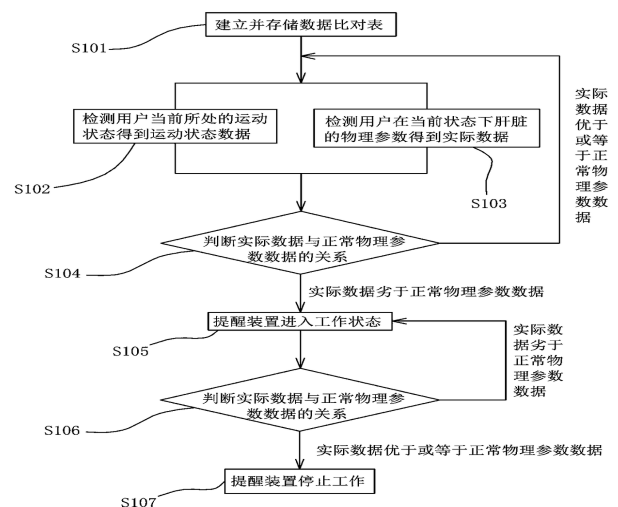 建立并存储数据比对表
S101
检测用户当前所处的运动
状态得到运动状态数据
S102
检测用户在当前状态下肝脏
的物理参数得到实际数据
S103
实际
数据
优于
或等
于正
常物
理参
数数
据
判断实际数据与正常物理参
数数据的关系
S104
实际数据劣于正常物理参数数据
提醒装置进入工作状态
S105
实际数
据劣于
正常物
理参数
数据
判断实际数据与正常物理参
数数据的关系
S106
实际数据优于或等于正常物理参数数据
提醒装置停止工作
S107